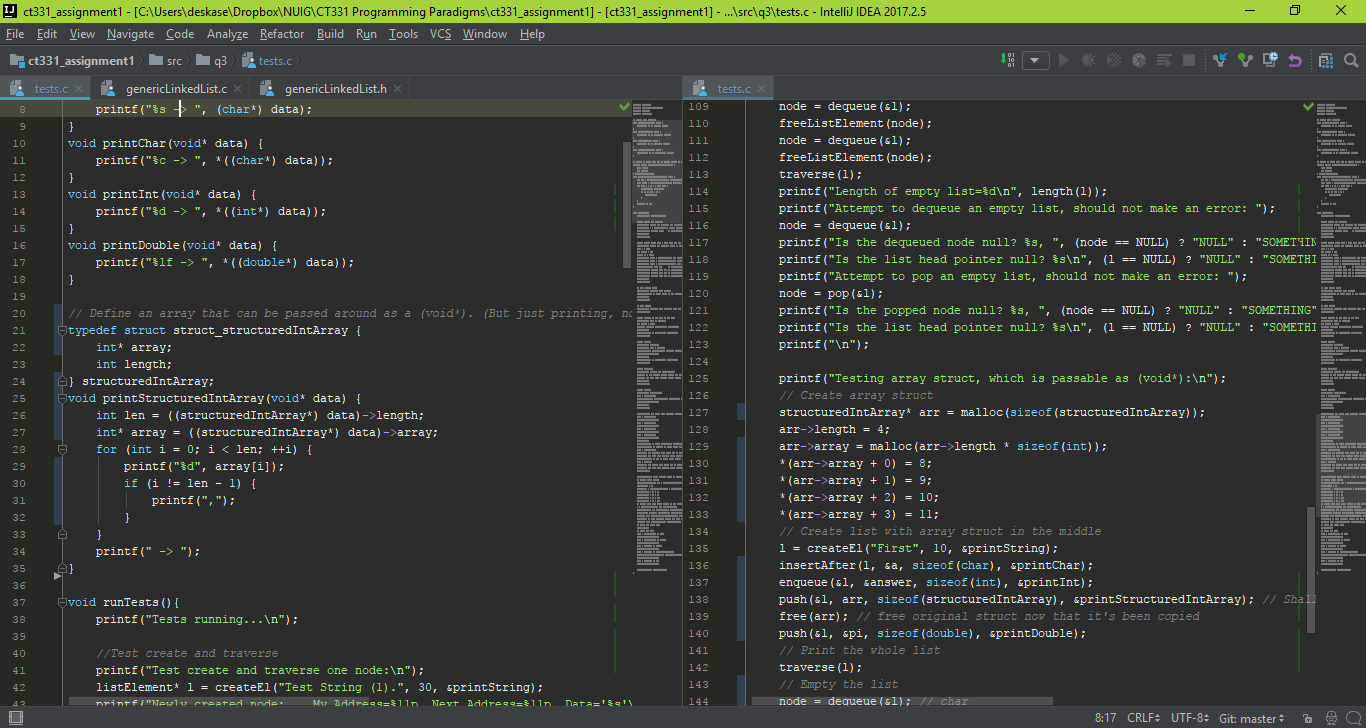 ct331_assignment1 - [C:\Users\deskase\Dropbox\NUIG\CT331 Programming Paradigms\ct331_assignment1] - [ct331_assignment1] - ...\src\q3\tests.c - IntelliJ IDEA 2017.2.5
File Edit View Navigate Code Analyze Refactor Build Run Tools VCS Window Help
ct331_assignment1 src q3 tests.c
tests.c genericLinkedList.c genericLinkedList.h
8 printf("%s -> ", (char*) data);
9 }
10 void printChar(void* data) {
11 printf("%c -> ", *((char*) data));
12 }
13 void printInt(void* data) {
14 printf("%d -> ", *((int*) data));
15 }
16 void printDouble(void* data) {
17 printf("%lf -> ", *((double*) data));
18 }
19
20 // Define an array that can be passed around as a (void*). (But just printing, no
21 typedef struct struct_structuredIntArray {
22 int* array;
23 int length;
24 } structuredIntArray;
25 void printStructuredIntArray(void* data) {
26 int len = ((structuredIntArray*) data)->length;
27 int* array = ((structuredIntArray*) data)->array;
28 for (int i = 0; i < len; ++i) {
29 printf("%d", array[i]);
30 if (i != len - 1) {
31 printf(",");
32 }
33 }
34 printf(" -> ");
35 }
36
37 void runTests(){
38 printf("Tests running...\n");
39
40 //Test create and traverse
41 printf("Test create and traverse one node:\n");
42 listElement* l = createEl("Test String (1).", 30, &printString);
43 printf("Newly created node: My Address=%llp, Next Address=%llp, Data='%s'\
tests.c
109 node = dequeue(&l);
110 freeListElement(node);
111 node = dequeue(&l);
112 freeListElement(node);
113 traverse(l);
114 printf("Length of empty list=%d\n", length(l));
115 printf("Attempt to dequeue an empty list, should not make an error: ");
116 node = dequeue(&l);
117 printf("Is the dequeued node null? %s, ", (node == NULL) ? "NULL" : "SOMETHIN
118 printf("Is the list head pointer null? %s\n", (l == NULL) ? "NULL" : "SOMETHI
119 printf("Attempt to pop an empty list, should not make an error: ");
120 node = pop(&l);
121 printf("Is the popped node null? %s, ", (node == NULL) ? "NULL" : "SOMETHING"
122 printf("Is the list head pointer null? %s\n", (l == NULL) ? "NULL" : "SOMETHI
123 printf("\n");
124
125 printf("Testing array struct, which is passable as (void*):\n");
126 // Create array struct
127 structuredIntArray* arr = malloc(sizeof(structuredIntArray));
128 arr->length = 4;
129 arr->array = malloc(arr->length * sizeof(int));
130 *(arr->array + 0) = 8;
131 *(arr->array + 1) = 9;
132 *(arr->array + 2) = 10;
133 *(arr->array + 3) = 11;
134 // Create list with array struct in the middle
135 l = createEl("First", 10, &printString);
136 insertAfter(l, &a, sizeof(char), &printChar);
137 enqueue(&l, &answer, sizeof(int), &printInt);
138 push(&l, arr, sizeof(structuredIntArray), &printStructuredIntArray); // Shal
139 free(arr); // free original struct now that it's been copied
140 push(&l, &pi, sizeof(double), &printDouble);
141 // Print the whole list
142 traverse(l);
143 // Empty the list
144 node = dequeue(&l); // char
8:17 CRLF UTF-8 Git: master